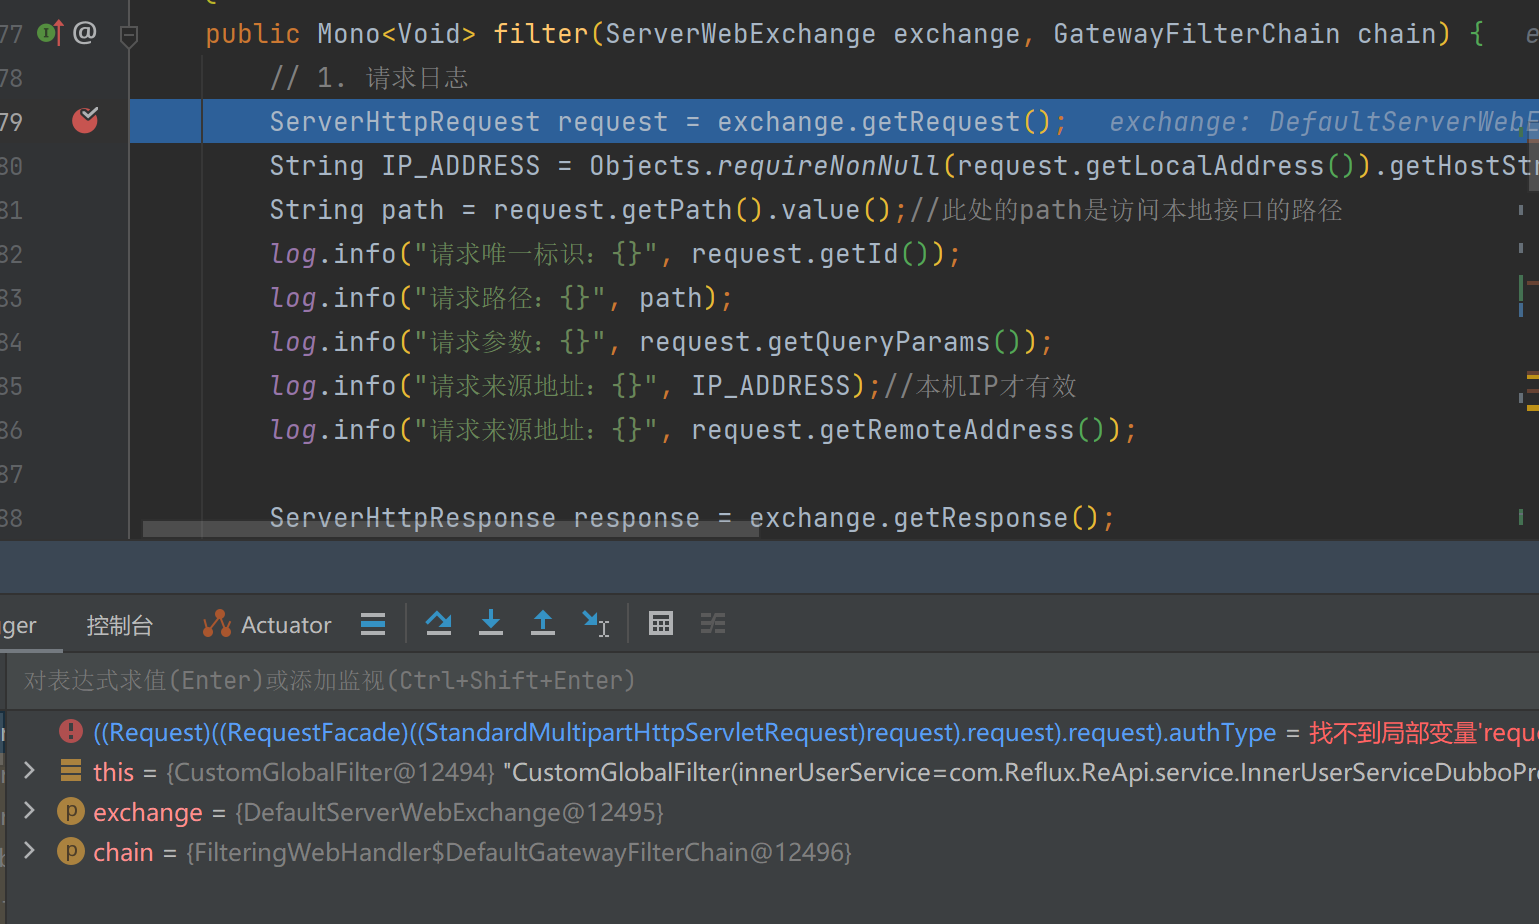 77 @ public Mono<Void> filter(ServerWebExchange exchange, GatewayFilterChain chain) { e
78 // 1. 请求日志
79 ServerHttpRequest request = exchange.getRequest(); exchange: DefaultServerWebE
80 String IP_ADDRESS = Objects.requireNonNull(request.getLocalAddress()).getHostStr
81 String path = request.getPath().value();//此处的path是访问本地接口的路径
82 log.info("请求唯一标识：{}", request.getId());
83 log.info("请求路径：{}", path);
84 log.info("请求参数：{}", request.getQueryParams());
85 log.info("请求来源地址：{}", IP_ADDRESS);//本机IP才有效
86 log.info("请求来源地址：{}", request.getRemoteAddress());
87
88 ServerHttpResponse response = exchange.getResponse();
gger 控制台 Actuator
对表达式求值(Enter)或添加监视(Ctrl+Shift+Enter)
((Request)((RequestFacade)((StandardMultipartHttpServletRequest)request).request).request).authType = 找不到局部变量'reque
this = {CustomGlobalFilter@12494} "CustomGlobalFilter(innerUserService=com.Reflux.ReApi.service.InnerUserServiceDubboPro
exchange = {DefaultServerWebExchange@12495}
chain = {FilteringWebHandler$DefaultGatewayFilterChain@12496}